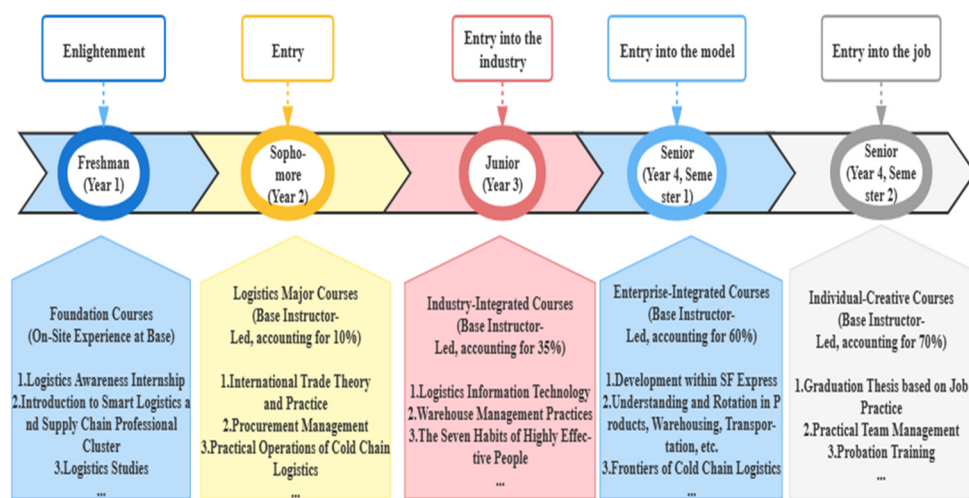 Enlightenment
Entry
Entry into the
industry
Entry into the model
Entry into the job
Freshman
(Year 1)
Sopho-
more
(Year 2)
Junior
(Year 3)
Senior
(Year 4, Seme
ster 1)
Senior
(Year 4, Seme
ster 2)
Foundation Courses
(On-Site Experience at Base)
1.Logistics Awareness Internship
2.Introduction to Smart Logistics a
nd Supply Chain Professional
Cluster
3.Logistics Studies
...
Logistics Major Courses
(Base Instructor-
Led, accounting for 10%)
1.International Trade Theory
and Practice
2.Procurement Management
3.Practical Operations of Cold Chain
Logistics
...
Industry-Integrated Courses
(Base Instructor-
Led, accounting for 35%)
1.Logistics Information Technology
2.Warehouse Management Practices
3.The Seven Habits of Highly Effec-
tive People
...
Enterprise-Integrated Courses
(Base Instructor-
Led, accounting for 60%)
1.Development within SF Express
2.Understanding and Rotation in P
roducts, Warehousing, Transpor-
tation, etc.
3.Frontiers of Cold Chain Logistics
...
Individual-Creative Courses
(Base Instructor-
Led, accounting for 70%)
1.Graduation Thesis based on Job
Practice
2.Practical Team Management
3.Probation Training
...